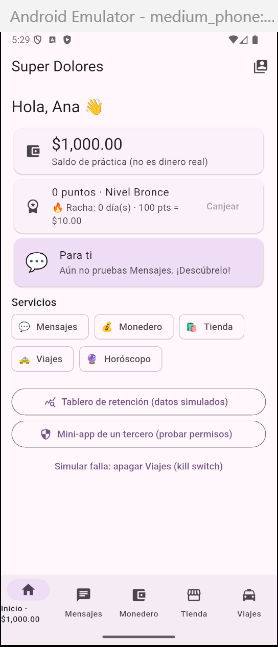 Android Emulator - medium_phone:...
5:29
Super Dolores
Hola, Ana 👋
$1,000.00
Saldo de práctica (no es dinero real)
0 puntos · Nivel Bronce
🔥 Racha: 0 día(s) · 100 pts =
$10.00
Canjear
Para ti
Aún no pruebas Mensajes. ¡Descúbrelo!
Servicios
💬 Mensajes
💰 Monedero
🛍️ Tienda
🚕 Viajes
🔮 Horóscopo
Tablero de retención (datos simulados)
Mini-app de un tercero (probar permisos)
Simular falla: apagar Viajes (kill switch)
Inicio ·
$1,000.00
Mensajes
Monedero
Tienda
Viajes